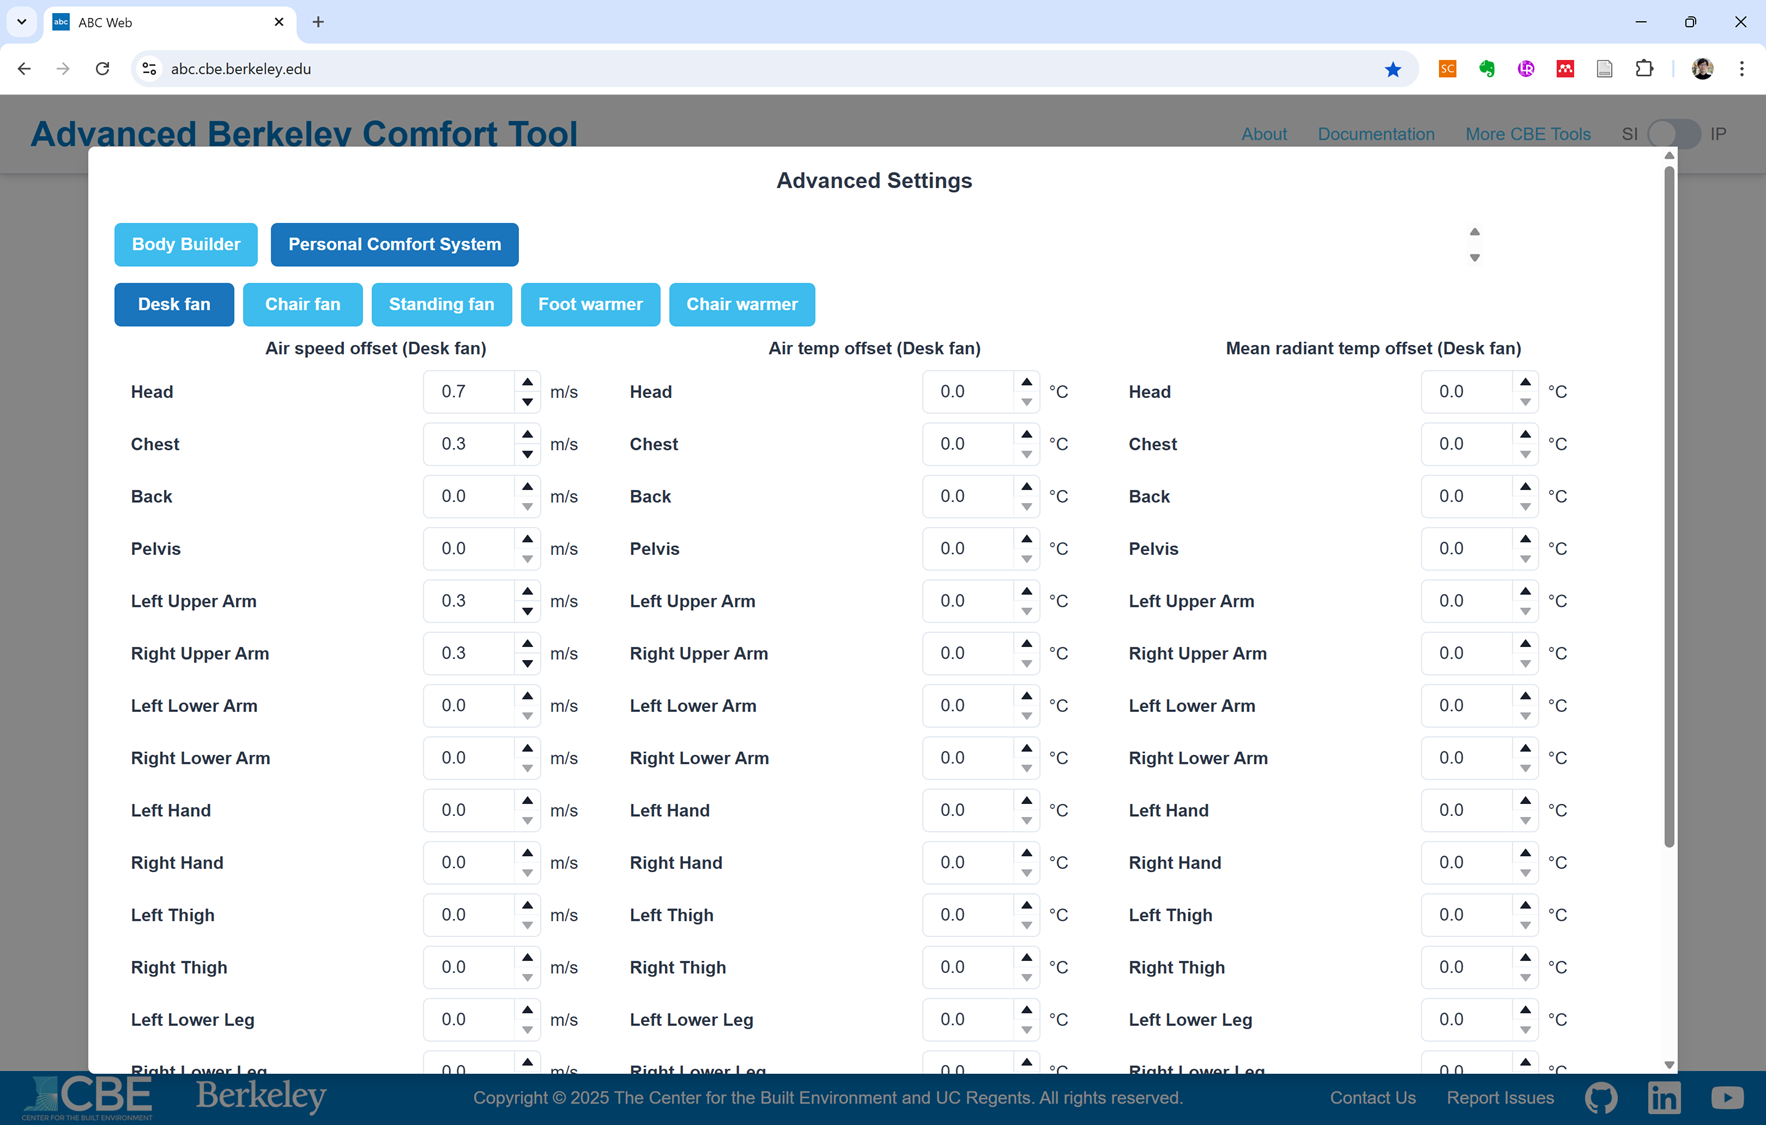 ABC Web
abc.cbe.berkeley.edu
Advanced Berkeley Comfort Tool
About Documentation More CBE Tools SI IP
Advanced Settings
Body Builder Personal Comfort System
Desk fan Chair fan Standing fan Foot warmer Chair warmer
Air speed offset (Desk fan) Air temp offset (Desk fan) Mean radiant temp offset (Desk fan)
Head 0.7 m/s Head 0.0 °C Head 0.0 °C
Chest 0.3 m/s Chest 0.0 °C Chest 0.0 °C
Back 0.0 m/s Back 0.0 °C Back 0.0 °C
Pelvis 0.0 m/s Pelvis 0.0 °C Pelvis 0.0 °C
Left Upper Arm 0.3 m/s Left Upper Arm 0.0 °C Left Upper Arm 0.0 °C
Right Upper Arm 0.3 m/s Right Upper Arm 0.0 °C Right Upper Arm 0.0 °C
Left Lower Arm 0.0 m/s Left Lower Arm 0.0 °C Left Lower Arm 0.0 °C
Right Lower Arm 0.0 m/s Right Lower Arm 0.0 °C Right Lower Arm 0.0 °C
Left Hand 0.0 m/s Left Hand 0.0 °C Left Hand 0.0 °C
Right Hand 0.0 m/s Right Hand 0.0 °C Right Hand 0.0 °C
Left Thigh 0.0 m/s Left Thigh 0.0 °C Left Thigh 0.0 °C
Right Thigh 0.0 m/s Right Thigh 0.0 °C Right Thigh 0.0 °C
Left Lower Leg 0.0 m/s Left Lower Leg 0.0 °C Left Lower Leg 0.0 °C
Right Lower Leg 0.0 m/s Right Lower Leg 0.0 °C Right Lower Leg 0.0 °C
CBE Berkeley Copyright © 2025 The Center for the Built Environment and UC Regents. All rights reserved. Contact Us Report Issues
CENTER FOR THE BUILT ENVIRONMENT